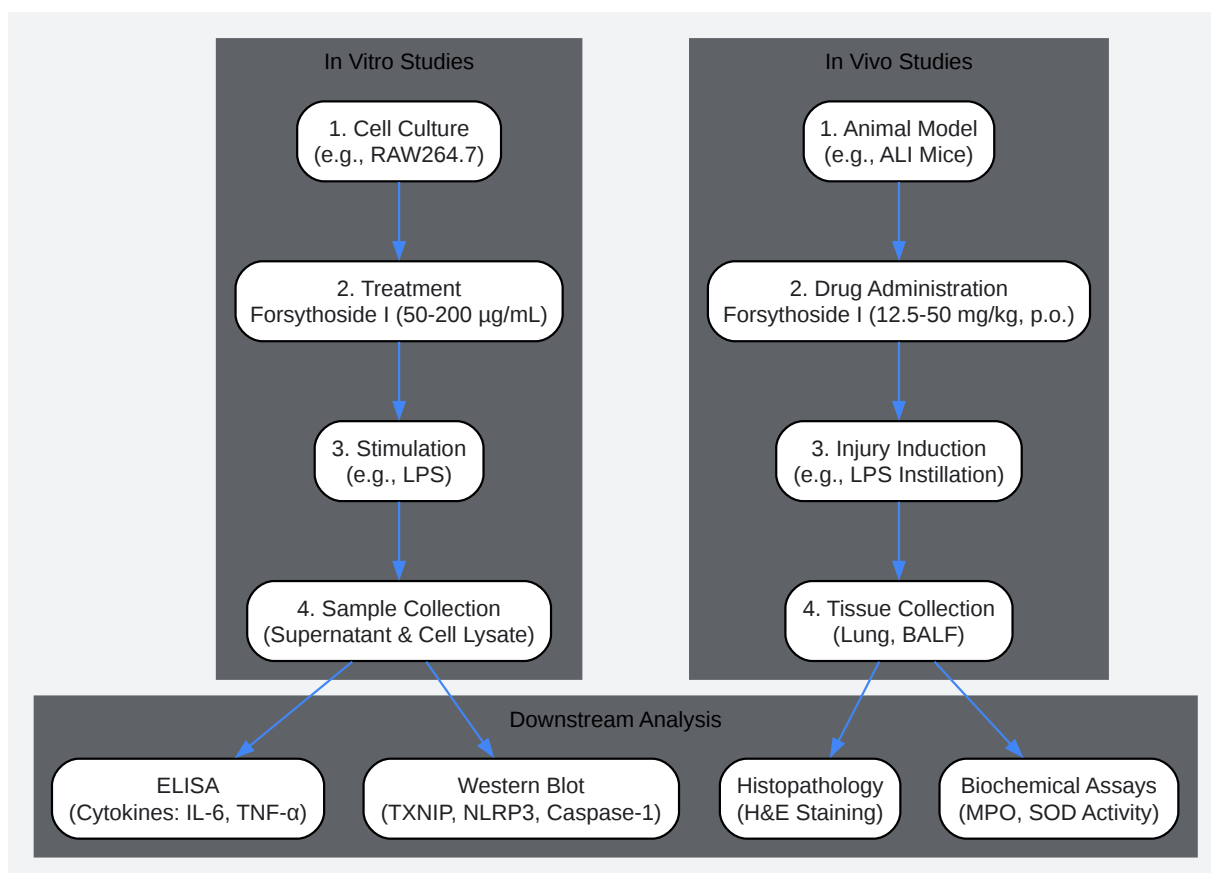 In Vitro Studies
1. Cell Culture
(e.g., RAW264.7)
2. Treatment
Forsythoside I (50-200 µg/mL)
3. Stimulation
(e.g., LPS)
4. Sample Collection
(Supernatant & Cell Lysate)
In Vivo Studies
1. Animal Model
(e.g., ALI Mice)
2. Drug Administration
Forsythoside I (12.5-50 mg/kg, p.o.)
3. Injury Induction
(e.g., LPS Instillation)
4. Tissue Collection
(Lung, BALF)
Downstream Analysis
ELISA
(Cytokines: IL-6, TNF-α)
Western Blot
(TXNIP, NLRP3, Caspase-1)
Histopathology
(H&E Staining)
Biochemical Assays
(MPO, SOD Activity)